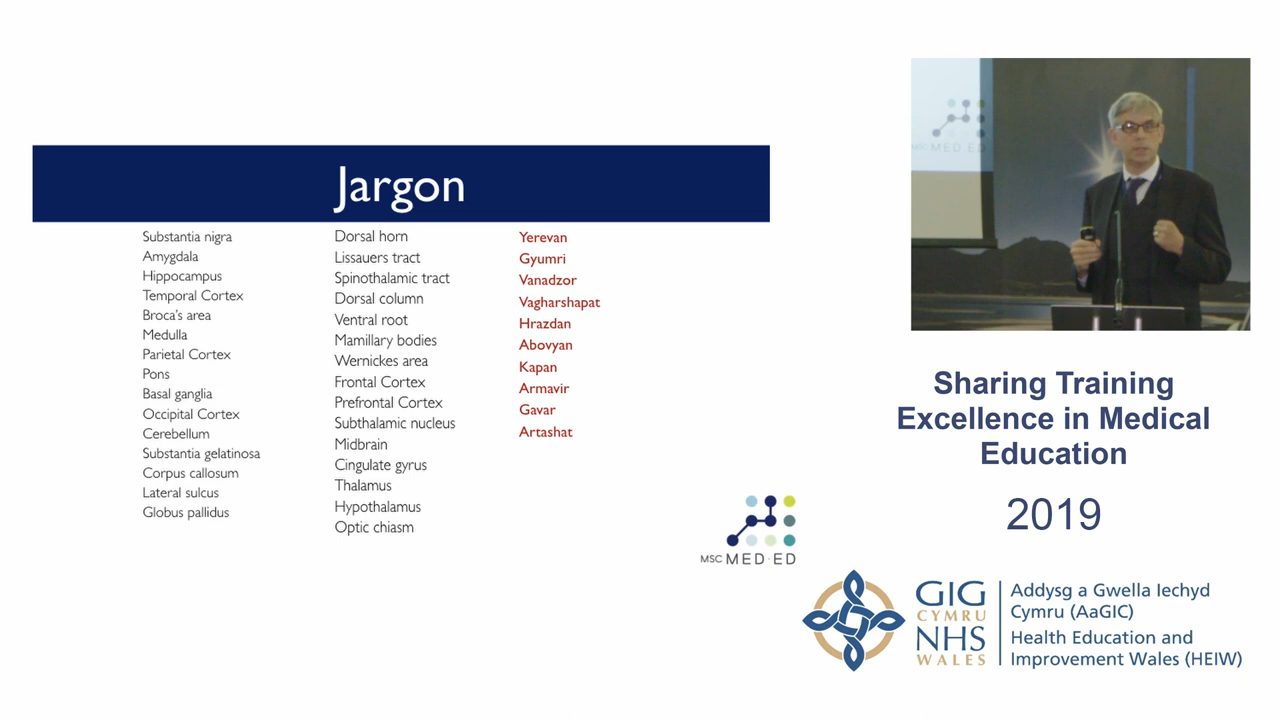 Jargon
Substantia nigra
Amygdala
Hippocampus
Temporal Cortex
Broca's area
Medulla
Parietal Cortex
Pons
Basal ganglia
Occipital Cortex
Cerebellum
Substantia gelatinosa
Corpus callosum
Lateral sulcus
Globus pallidus
Dorsal horn
Lissauers tract
Spinothalamic tract
Dorsal column
Ventral root
Mamillary bodies
Wernickes area
Frontal Cortex
Prefrontal Cortex
Subthalamic nucleus
Midbrain
Cingulate gyrus
Thalamus
Hypothalamus
Optic chiasm
Yerevan
Gyumri
Vanadzor
Vagharshapat
Hrazdan
Abovyan
Kapan
Armavir
Gavar
Artashat
MSC MED·ED
MSC MED·ED
Sharing Training
Excellence in Medical
Education
2019
GIG
CYMRU
NHS
WALES
Addysg a Gwella Iechyd
Cymru (AaGIC)
Health Education and
Improvement Wales (HEIW)